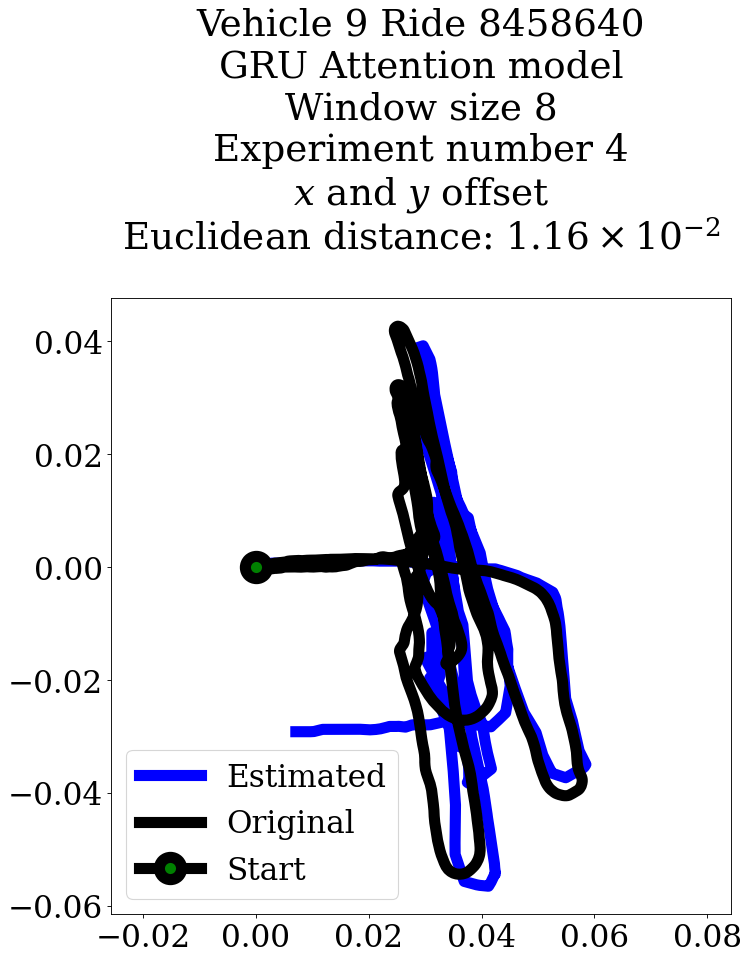 Vehicle 9 Ride 8458640
GRU Attention model
Window size 8
Experiment number 4
x and y offset
Euclidean distance: 1.16 × 10⁻²
0.04
0.02
0.00
−0.02
−0.04
−0.06
Estimated
Original
Start
−0.02 0.00 0.02 0.04 0.06 0.08